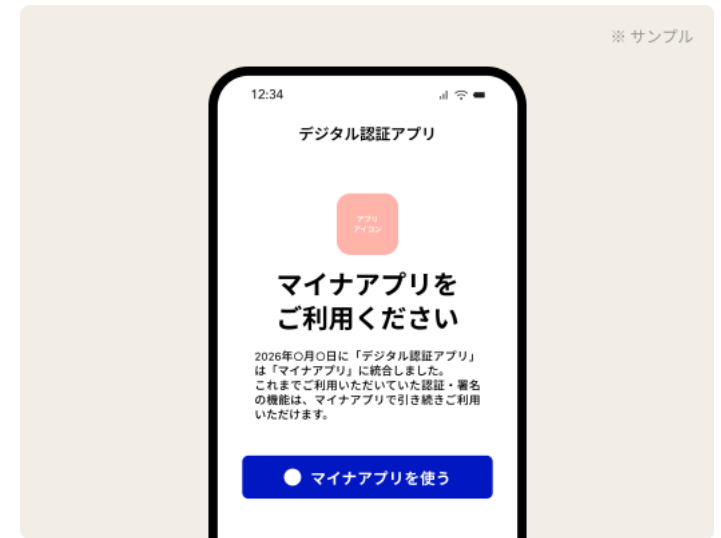 ※ サンプル
12:34
デジタル認証アプリ
アプリ
アイコン
マイナアプリを
ご利用ください
2026年○月○日に「デジタル認証アプリ」
は「マイナアプリ」に統合しました。
これまでご利用いただいていた認証・署名
の機能は、マイナアプリで引き続きご利用
いただけます。
マイナアプリを使う